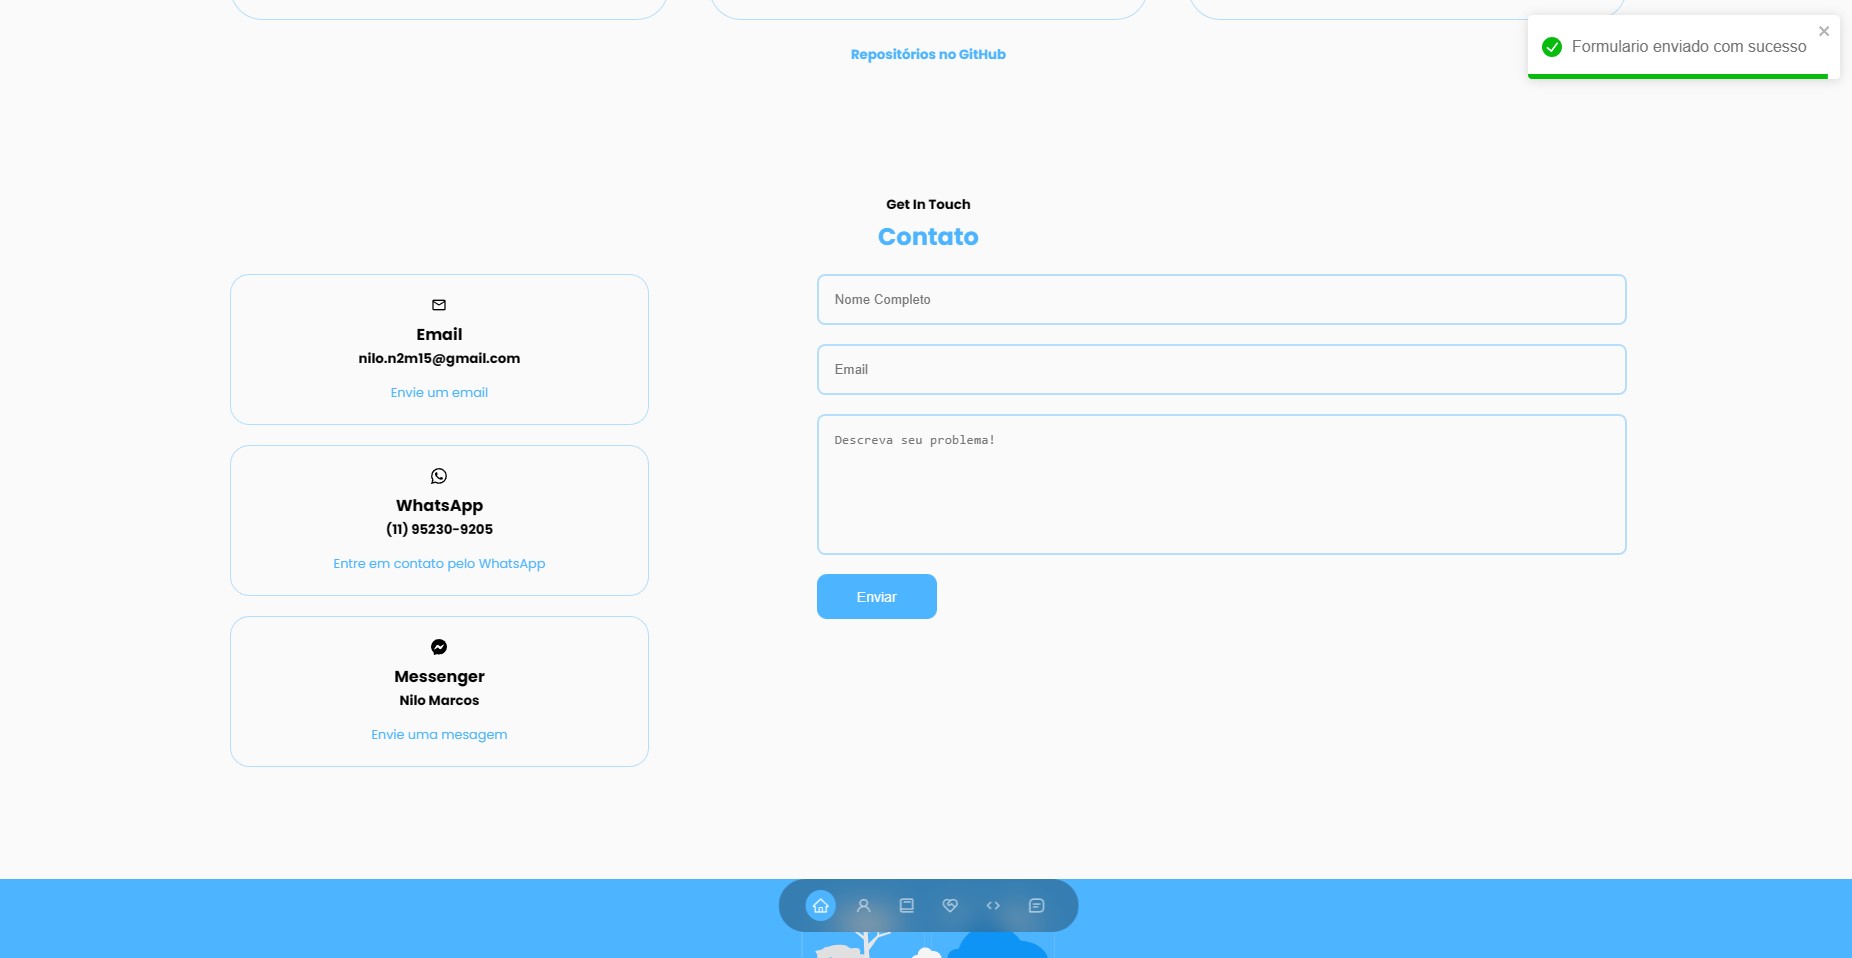 Formulario enviado com sucesso
Repositórios no GitHub
Get In Touch
Contato
Email
nilo.n2m15@gmail.com
Envie um email
WhatsApp
(11) 95230-9205
Entre em contato pelo WhatsApp
Messenger
Nilo Marcos
Envie uma mesagem
Nome Completo
Email
Descreva seu problema!
Enviar